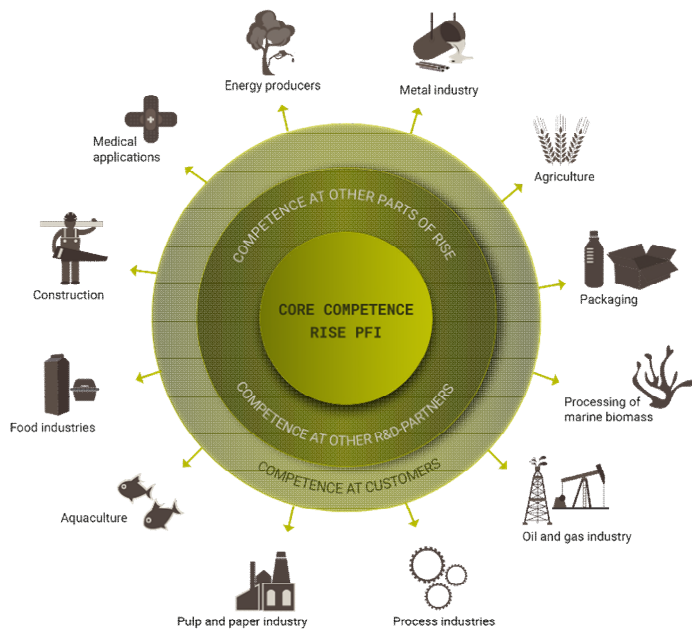 Energy producers
Metal industry
Medical
applications
Agriculture
COMPETENCE AT OTHER PARTS OF RISE
Construction
Packaging
CORE COMPETENCE
RISE PFI
Food industries
Processing of
marine biomass
COMPETENCE AT OTHER R&D-PARTNERS
COMPETENCE AT CUSTOMERS
Aquaculture
Oil and gas industry
Pulp and paper industry
Process industries